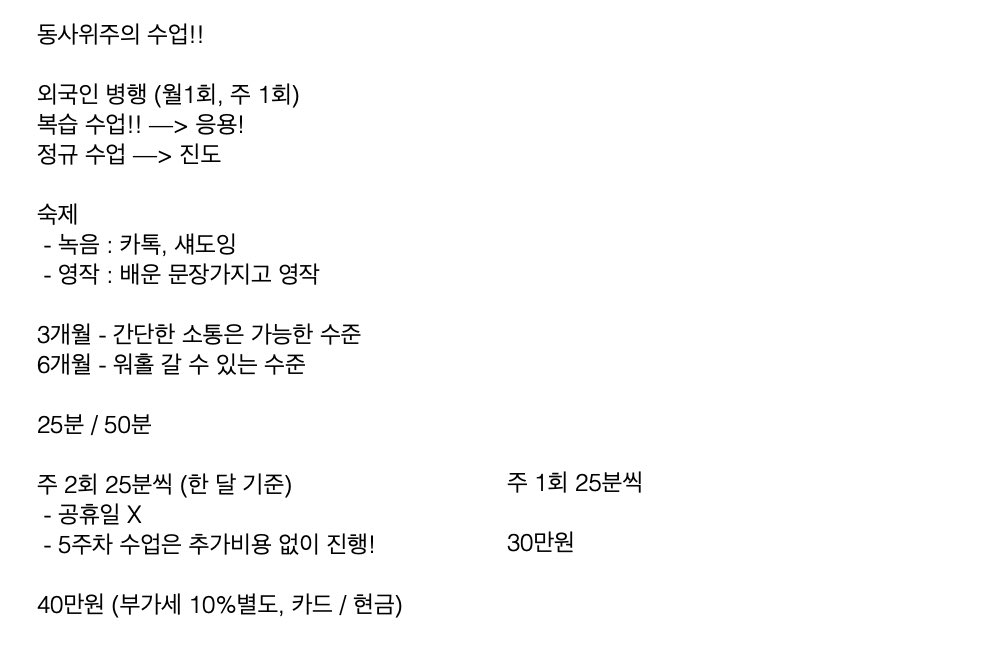 동사위주의 수업!!
외국인 병행 (월1회, 주 1회)
복습 수업!! —> 응용!
정규 수업 —> 진도
숙제
- 녹음 : 카톡, 섀도잉
- 영작 : 배운 문장가지고 영작
3개월 - 간단한 소통은 가능한 수준
6개월 - 워홀 갈 수 있는 수준
25분 / 50분
주 2회 25분씩 (한 달 기준)
- 공휴일 X
- 5주차 수업은 추가비용 없이 진행!
40만원 (부가세 10%별도, 카드 / 현금)
주 1회 25분씩
30만원